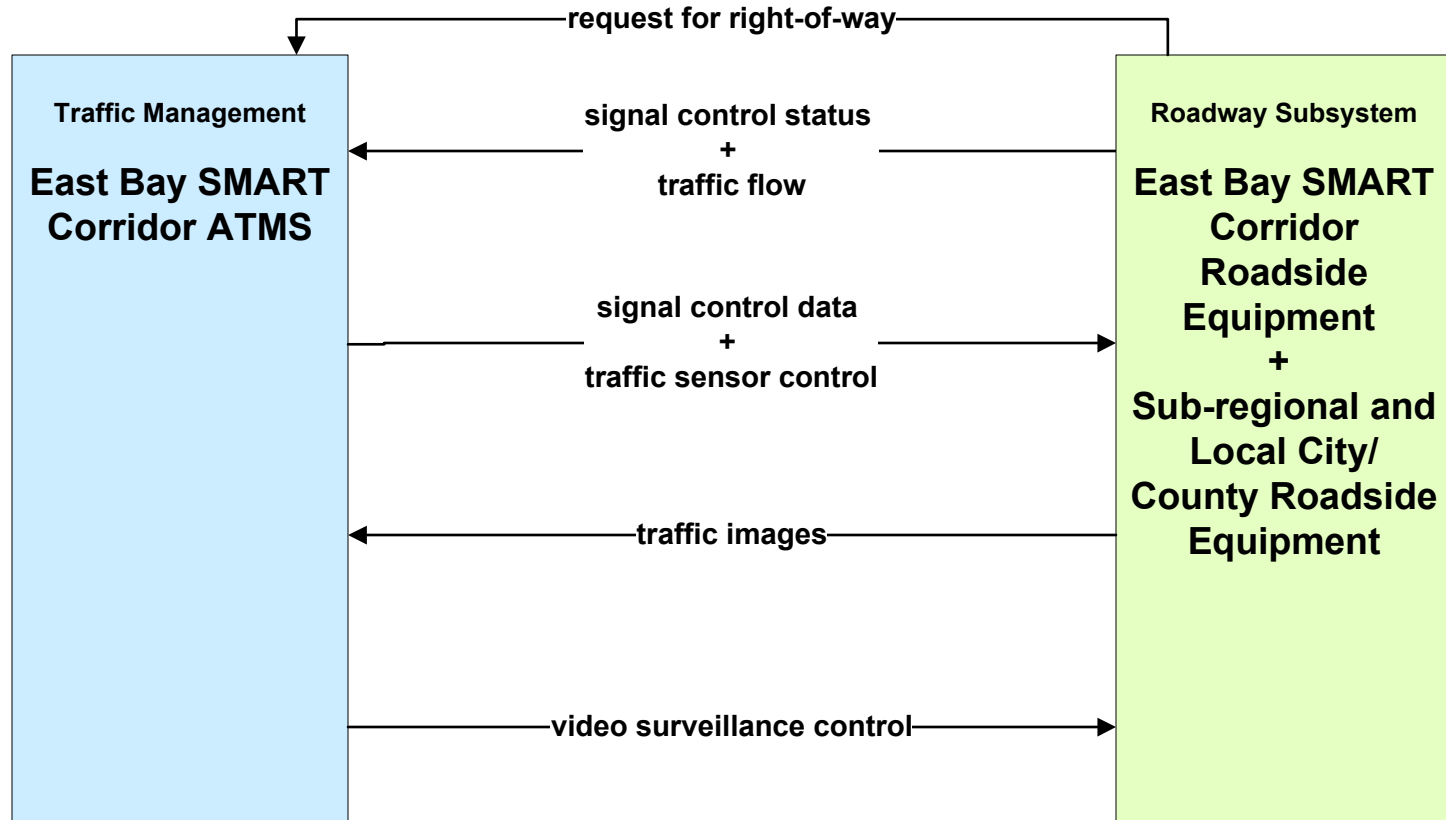 request for right-of-way
Traffic Management
East Bay SMART
Corridor ATMS
signal control status
+
traffic flow
signal control data
+
traffic sensor control
traffic images
video surveillance control
Roadway Subsystem
East Bay SMART
Corridor
Roadside
Equipment
+
Sub-regional and
Local City/
County Roadside
Equipment